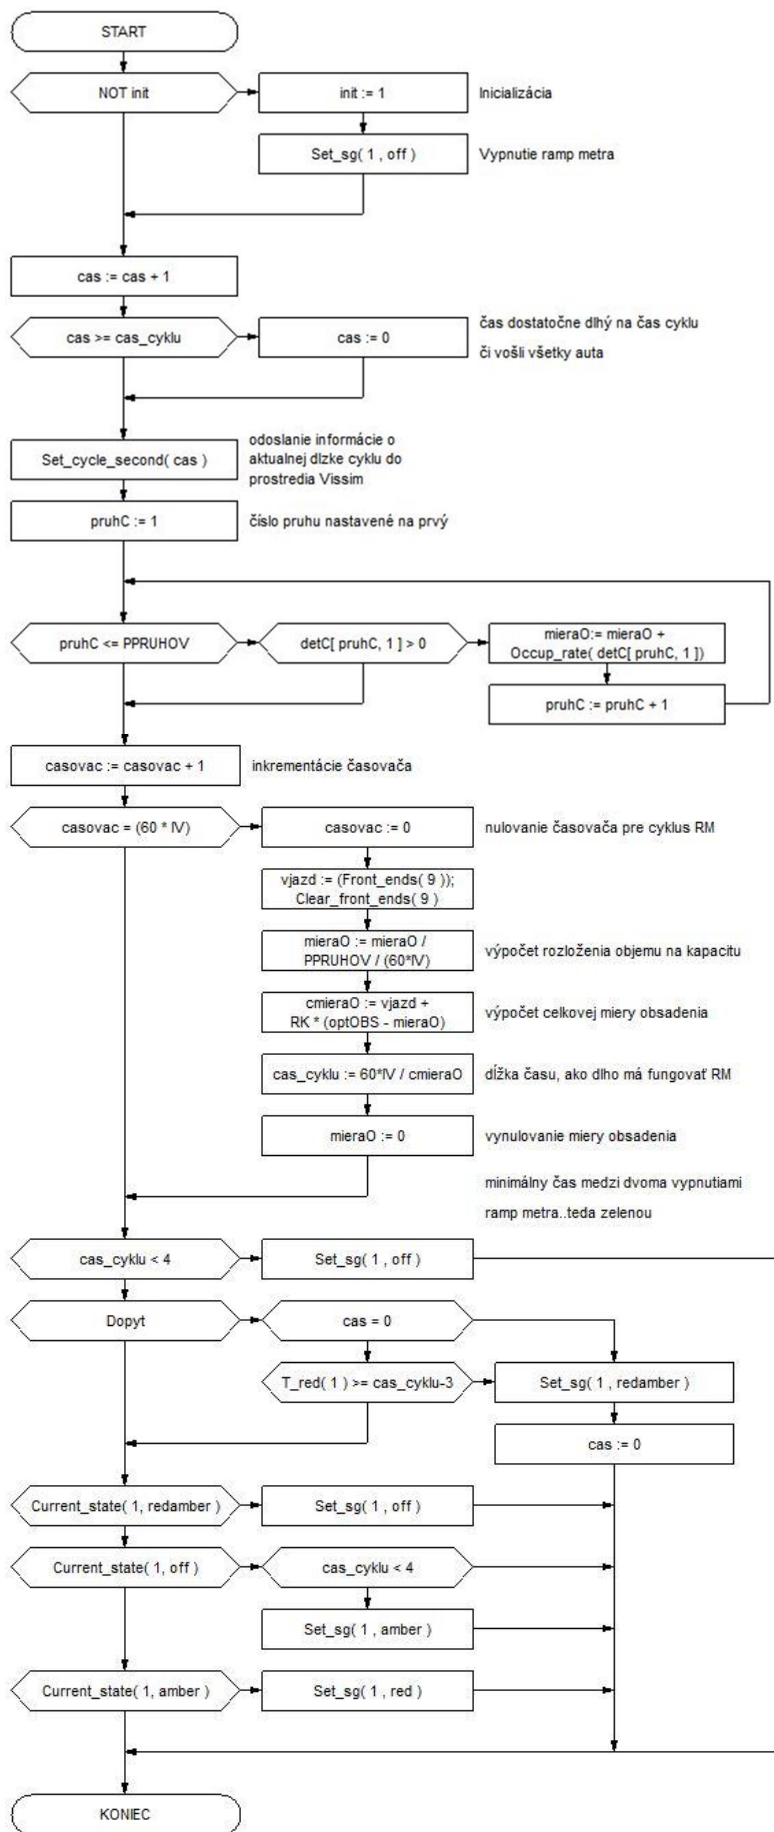 START
NOT init
init := 1
Inicializácia
Set_sg( 1 , off )
Vypnutie ramp metra
cas := cas + 1
cas >= cas_cyklu
cas := 0
čas dostatočne dlhý na čas cyklu
či vošli všetky auta
Set_cycle_second( cas )
odoslanie informácie o
aktualnej dlzke cyklu do
prostredia Vissim
pruhC := 1
číslo pruhu nastavené na prvý
pruhC <= PPRUHOV
detC[ pruhC, 1 ] > 0
mieraO:= mieraO +
Occup_rate( detC[ pruhC, 1 ])
pruhC := pruhC + 1
casovac := casovac + 1
inkrementácie časovača
casovac = (60 * IV)
casovac := 0
nulovanie časovača pre cyklus RM
vjazd := (Front_ends( 9 ));
Clear_front_ends( 9 )
mieraO := mieraO /
PPRUHOV / (60*IV)
výpočet rozloženia objemu na kapacitu
cmieraO := vjazd +
RK * (optOBS - mieraO)
výpočet celkovej miery obsadenia
cas_cyklu := 60*IV / cmieraO
dĺžka času, ako dlho má fungovať RM
mieraO := 0
vynulovanie miery obsadenia
minimálny čas medzi dvoma vypnutiami
ramp metra..teda zelenou
cas_cyklu < 4
Set_sg( 1 , off )
Dopyt
cas = 0
T_red( 1 ) >= cas_cyklu-3
Set_sg( 1 , redamber )
cas := 0
Current_state( 1, redamber )
Set_sg( 1 , off )
Current_state( 1, off )
cas_cyklu < 4
Set_sg( 1 , amber )
Current_state( 1, amber )
Set_sg( 1 , red )
KONIEC